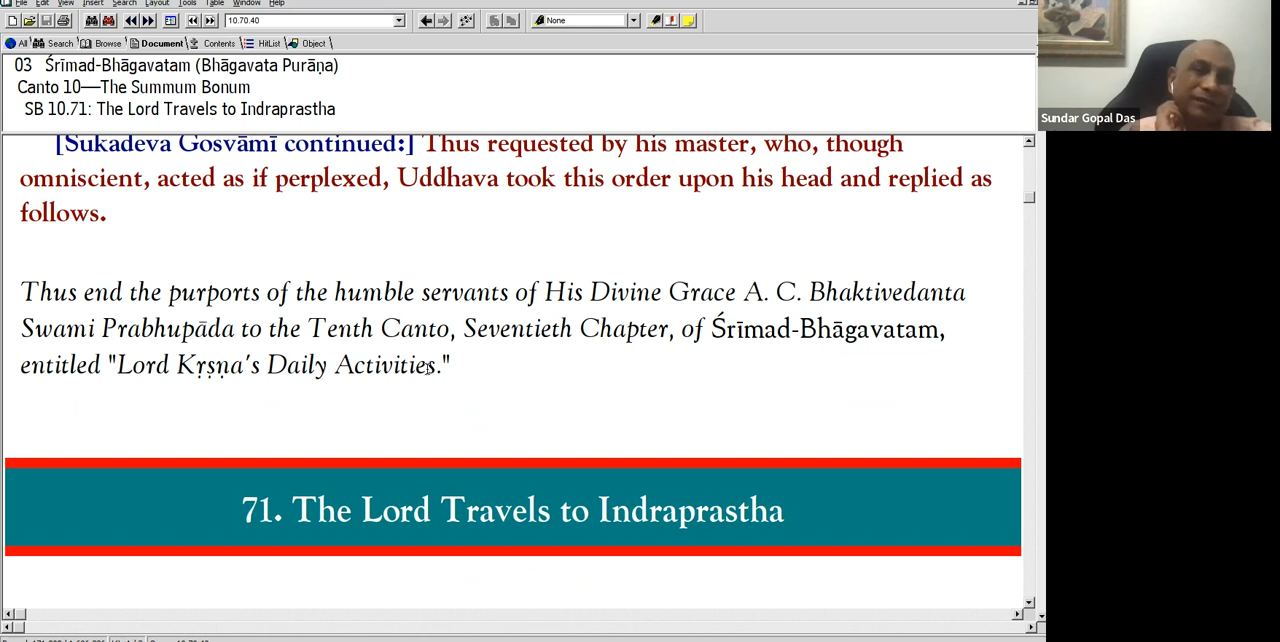 File Edit View Insert Search Layout Tools Table Window Help
10.70.40
None
All Search Browse Document Contents HitList Object
03 Śrīmad-Bhāgavatam (Bhāgavata Purāṇa)
Canto 10—The Summum Bonum
SB 10.71: The Lord Travels to Indraprastha
Sundar Gopal Das
[Śukadeva Gosvāmī continued:] Thus requested by his master, who, though
omniscient, acted as if perplexed, Uddhava took this order upon his head and replied as
follows.
Thus end the purports of the humble servants of His Divine Grace A. C. Bhaktivedanta
Swami Prabhupāda to the Tenth Canto, Seventieth Chapter, of Śrīmad-Bhāgavatam,
entitled "Lord Kṛṣṇa's Daily Activities."
71. The Lord Travels to Indraprastha